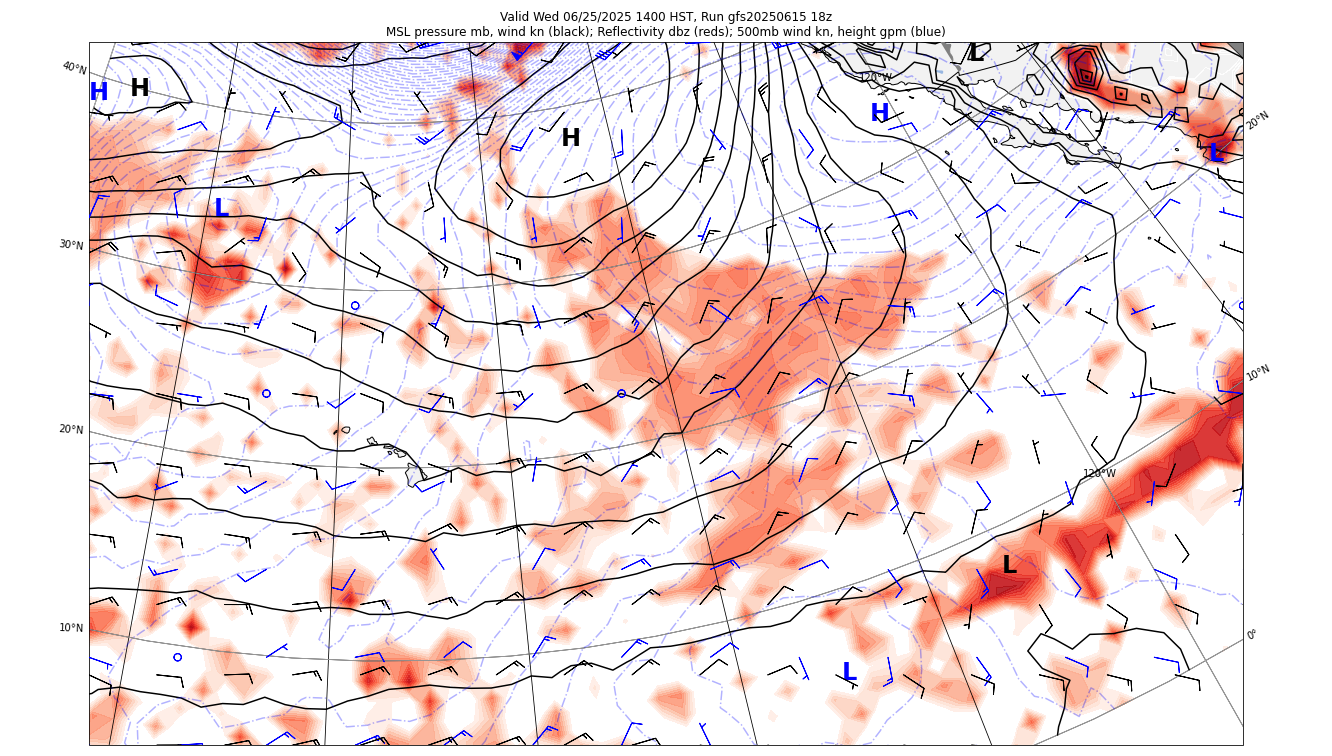 Valid Wed 06/25/2025 1400 HST, Run gfs20250615 18z
MSL pressure mb, wind kn (black); Reflectivity dbz (reds); 500mb wind kn, height gpm (blue)
L
40°N
120°W
H H
H
20°N
H
L
L
30°N
10°N
20°N
120°W
L
10°N
0°
L